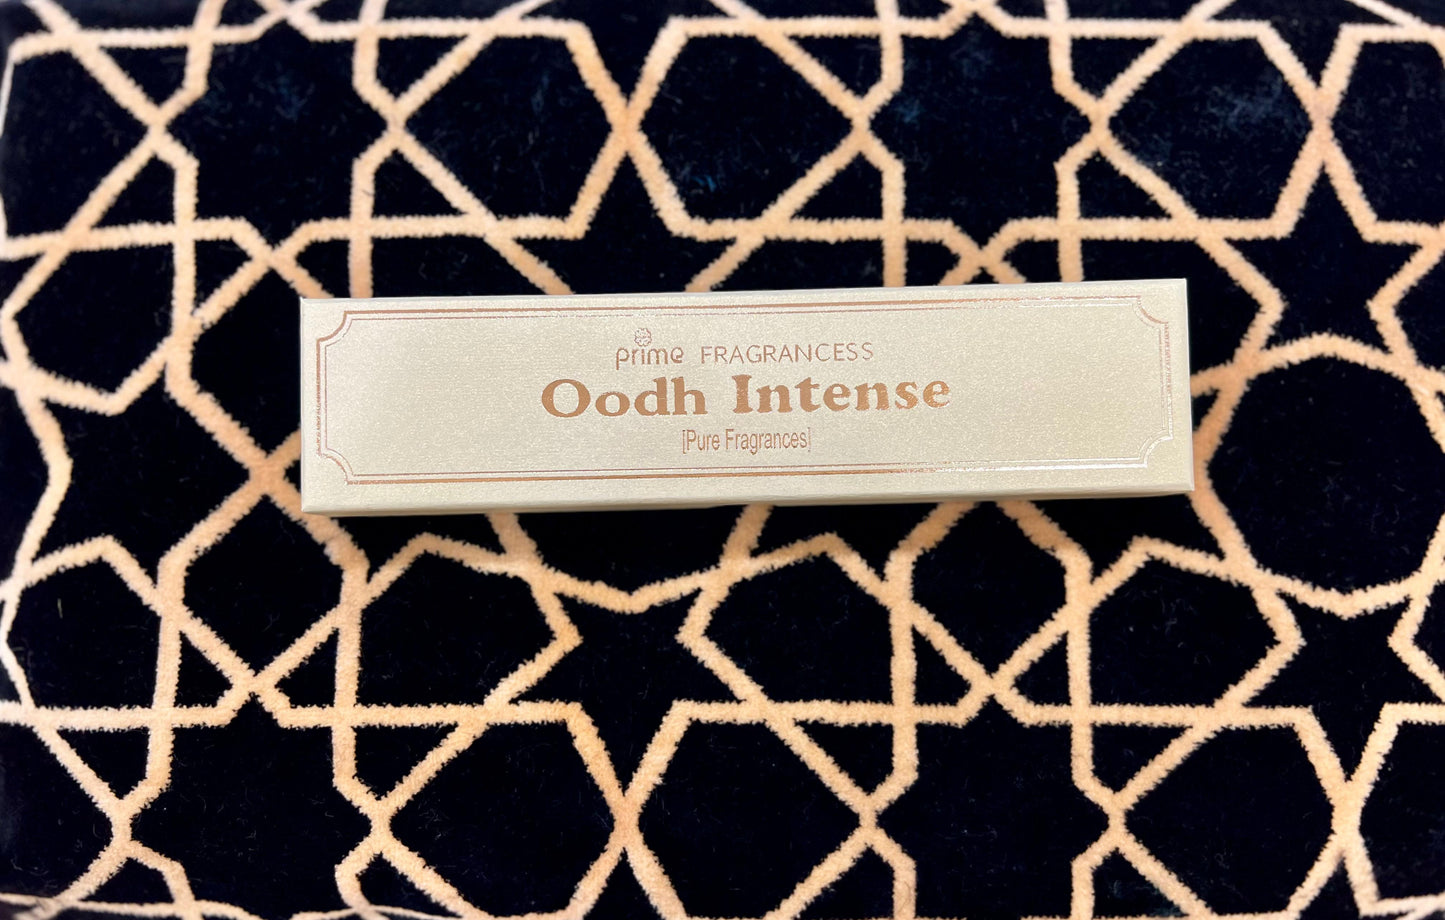 prime FRAGRANCESS
Oodh Intense
[Pure Fragrances]